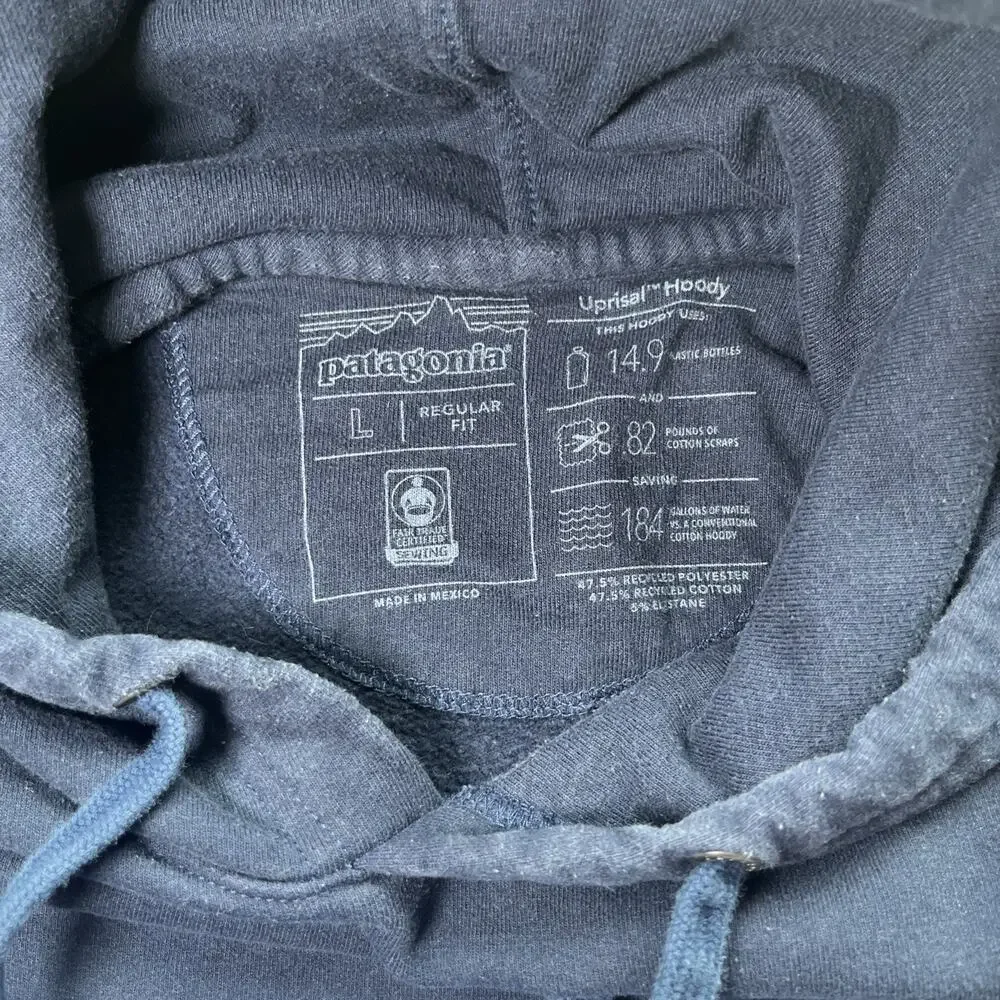 patagonia®
L
REGULAR
FIT
FAIR TRADE
CERTIFIED
SEWING
MADE IN MEXICO
Uprisal™ Hoody
THIS HOODY USES:
14.9 LASTIC BOTTLES
AND
.82 POUNDS OF
COTTON SCRAPS
SAVING
184 GALLONS OF WATER
VS. A CONVENTIONAL
COTTON HOODY
47.5% RECYCLED POLYESTER
47.5% RECYCLED COTTON
5% ELASTANE